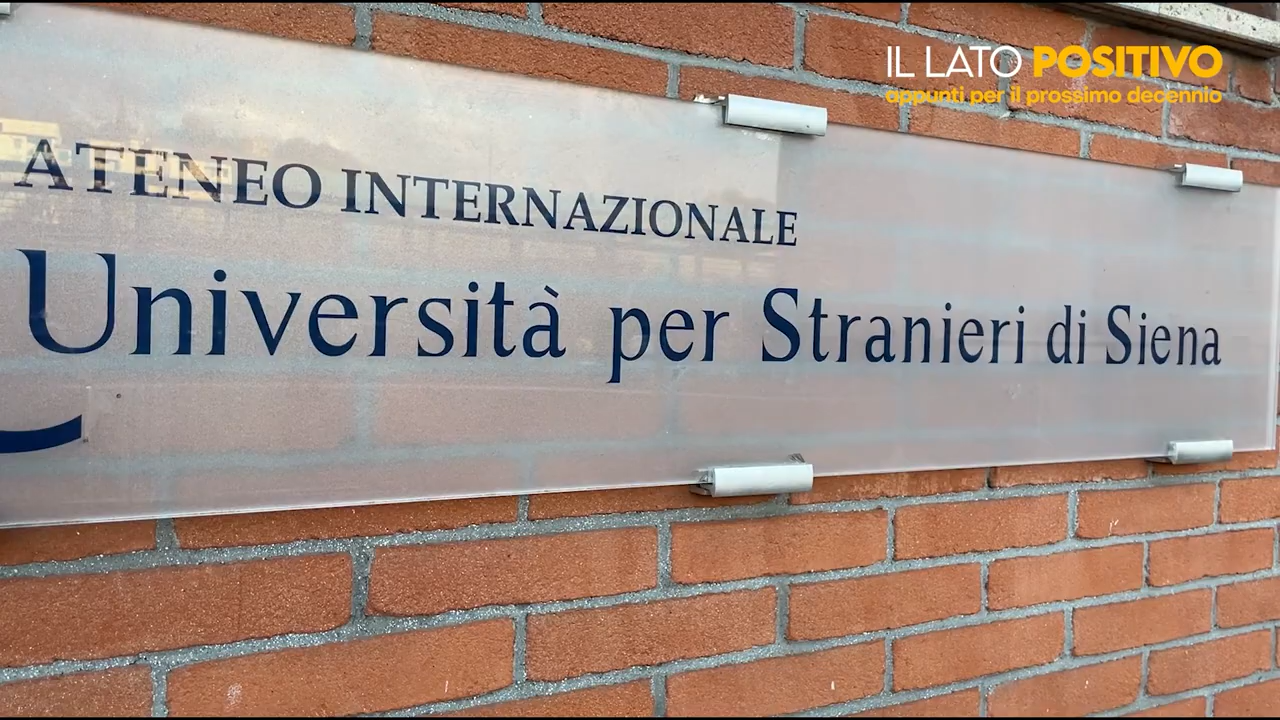 IL LATO POSITIVO
appunti per il prossimo decennio
ATENEO INTERNAZIONALE
Università per Stranieri di Siena